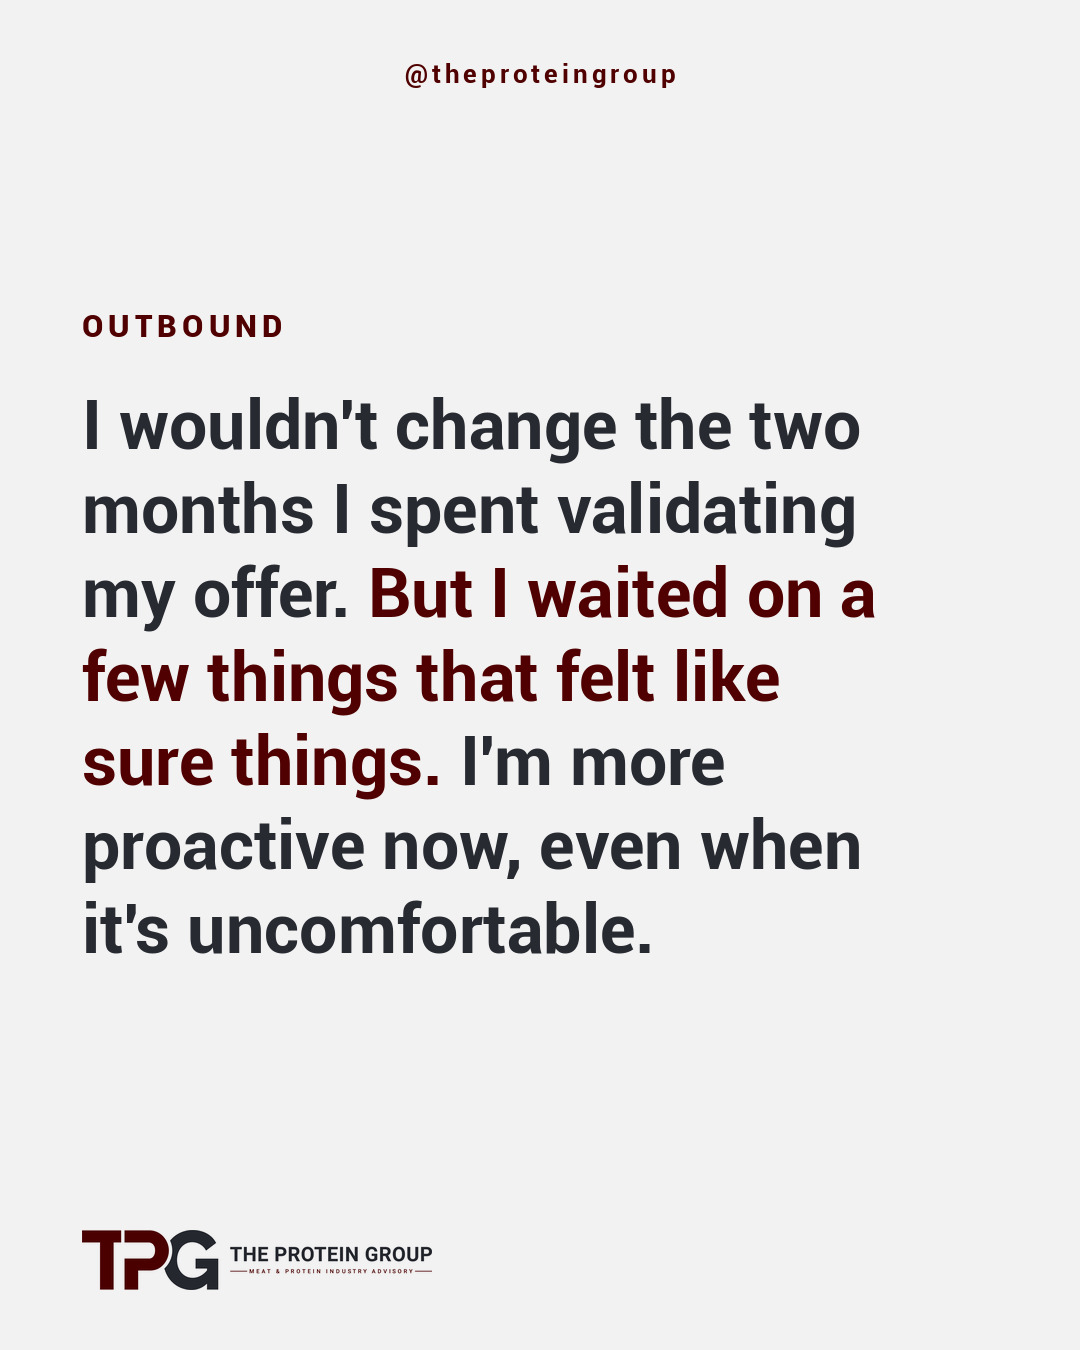 @theproteingroup
OUTBOUND
I wouldn't change the two
months I spent validating
my offer. But I waited on a
few things that felt like
sure things. I'm more
proactive now, even when
it's uncomfortable.
TPG
THE PROTEIN GROUP
MEAT & PROTEIN INDUSTRY ADVISORY